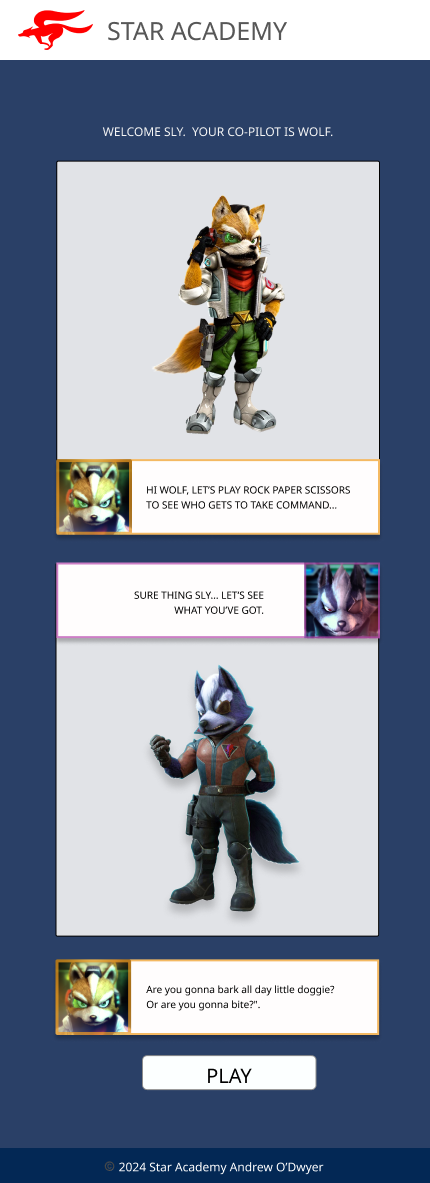 STAR ACADEMY
WELCOME SLY.  YOUR CO-PILOT IS WOLF.
HI WOLF, LET’S PLAY ROCK PAPER SCISSORS
TO SEE WHO GETS TO TAKE COMMAND...
SURE THING SLY... LET’S SEE
WHAT YOU’VE GOT.
Are you gonna bark all day little doggie?
Or are you gonna bite?”.
PLAY
© 2024 Star Academy Andrew O’Dwyer